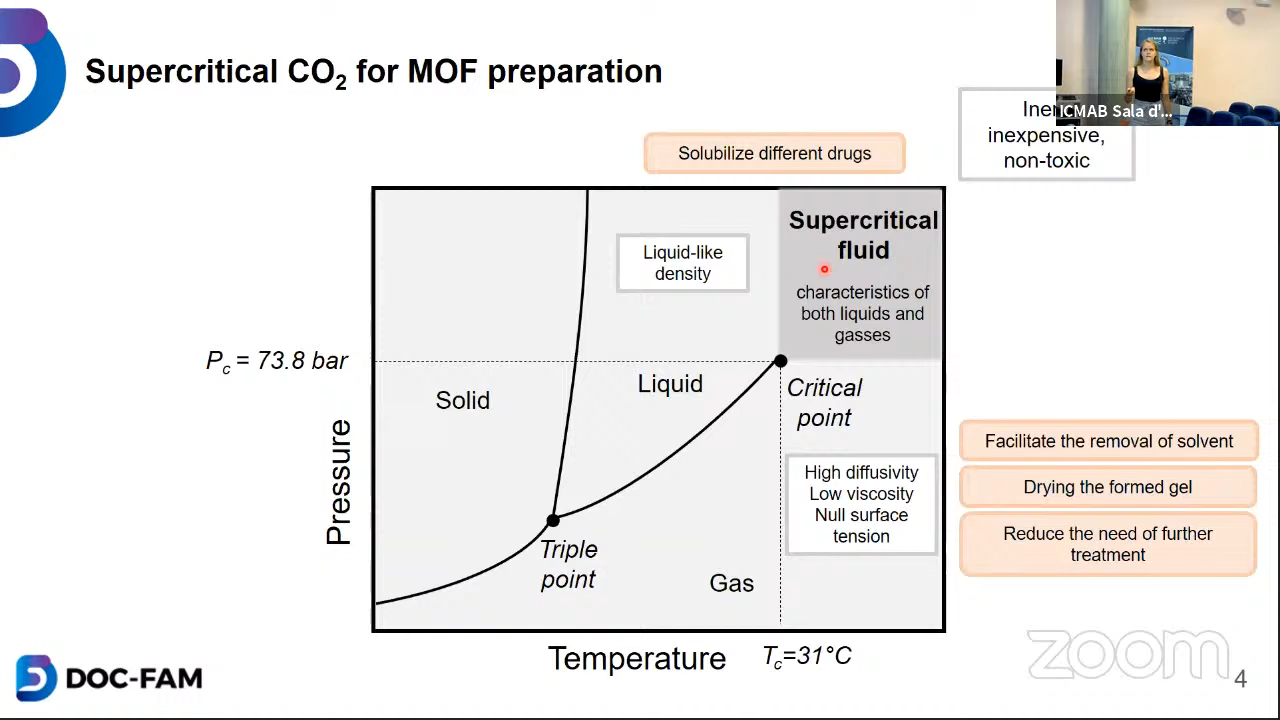 4
Supercritical CO₂ for MOF preparation
ICMAB Sala d'...
inexpensive,
non-toxic
Solubilize different drugs
Supercritical
fluid
characteristics of
both liquids and
gasses
Liquid-like
density
P_c = 73.8 bar
Solid
Liquid
Critical
point
Pressure
High diffusivity
Low viscosity
Null surface
tension
Facilitate the removal of solvent
Drying the formed gel
Reduce the need of further
treatment
Triple
point
Gas
Temperature
T_c=31°C
DOC-FAM
zoom
4